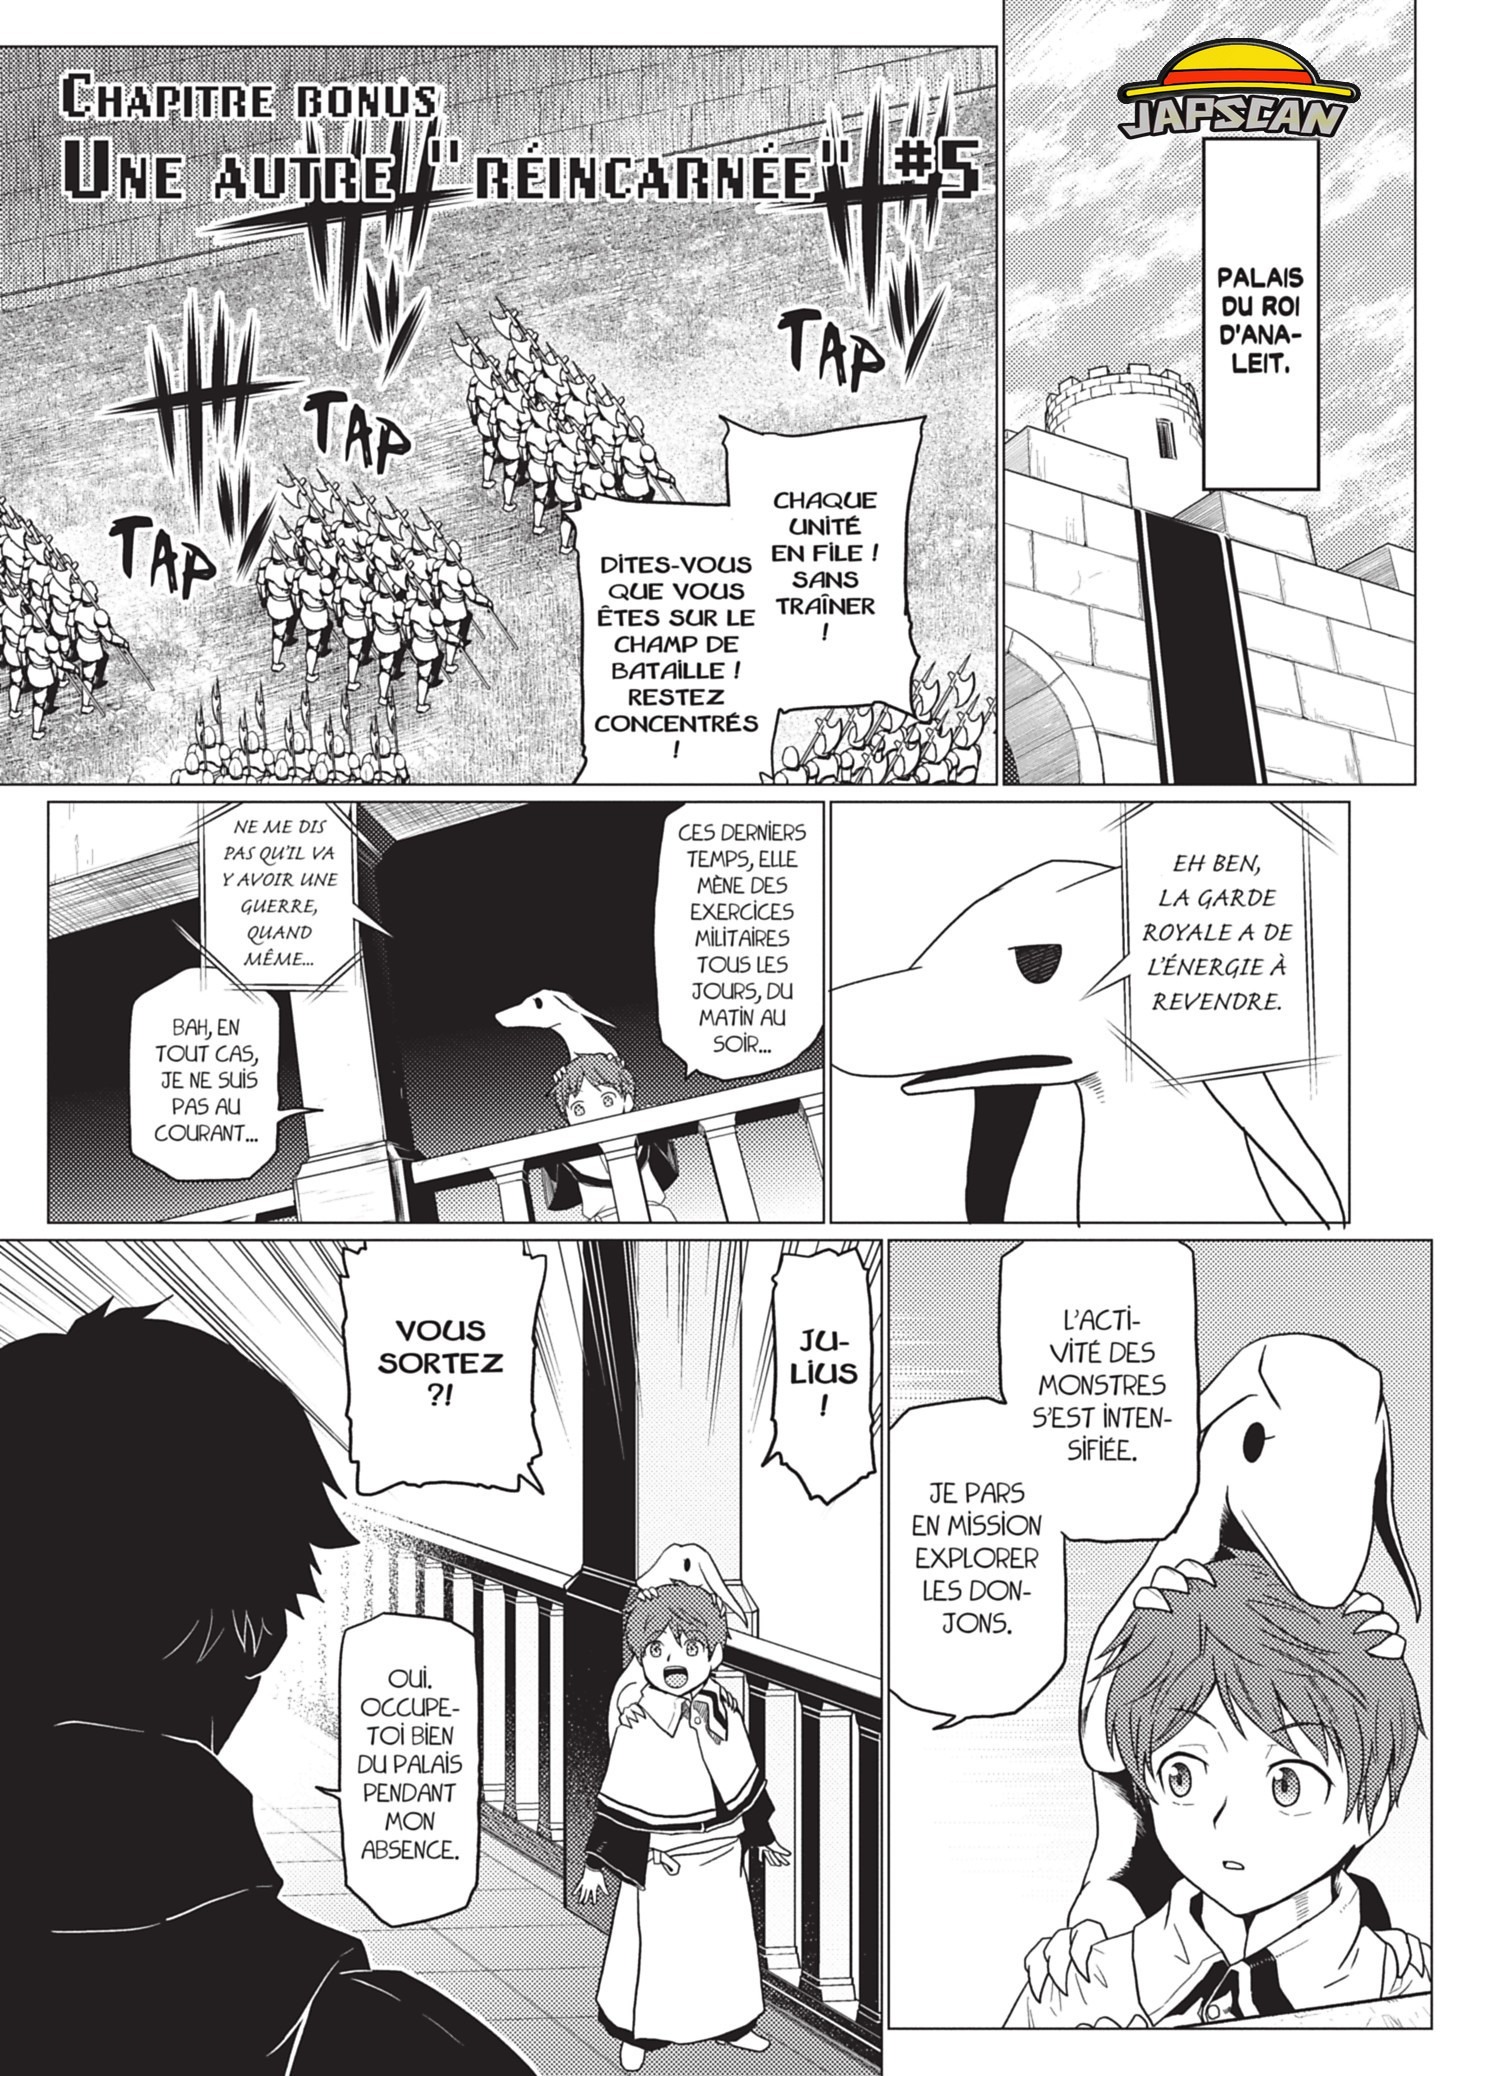 JAPSCAN
PALAIS
DU ROI
D'ANA-
LEIT.
CHAPITRE BONUS
UNE AUTRE "RÉINCARNÉE" #5
TAP
TAP
TAP
CHAQUE
UNITÉ
EN FILE !
SANS
TRAÎNER
!
DITES-VOUS
QUE VOUS
ÊTES SUR LE
CHAMP DE
BATAILLE !
RESTEZ
CONCENTRÉS
!
EH BEN,
LA GARDE
ROYALE A DE
L'ÉNERGIE À
REVENDRE.
CES DERNIERS
TEMPS, ELLE
MÈNE DES
EXERCICES
MILITAIRES
TOUS LES
JOURS, DU
MATIN AU
SOIR...
NE ME DIS
PAS QU'IL VA
Y AVOIR UNE
GUERRE,
QUAND
MÊME...
BAH, EN
TOUT CAS,
JE NE SUIS
PAS AU
COURANT...
L'ACTI-
VITÉ DES
MONSTRES
S'EST INTEN-
SIFIÉE.
JE PARS
EN MISSION
EXPLORER
LES DON-
JONS.
JU-
LIUS
!
VOUS
SORTEZ
?!
OUI.
OCCUPE-
TOI BIEN
DU PALAIS
PENDANT
MON
ABSENCE.